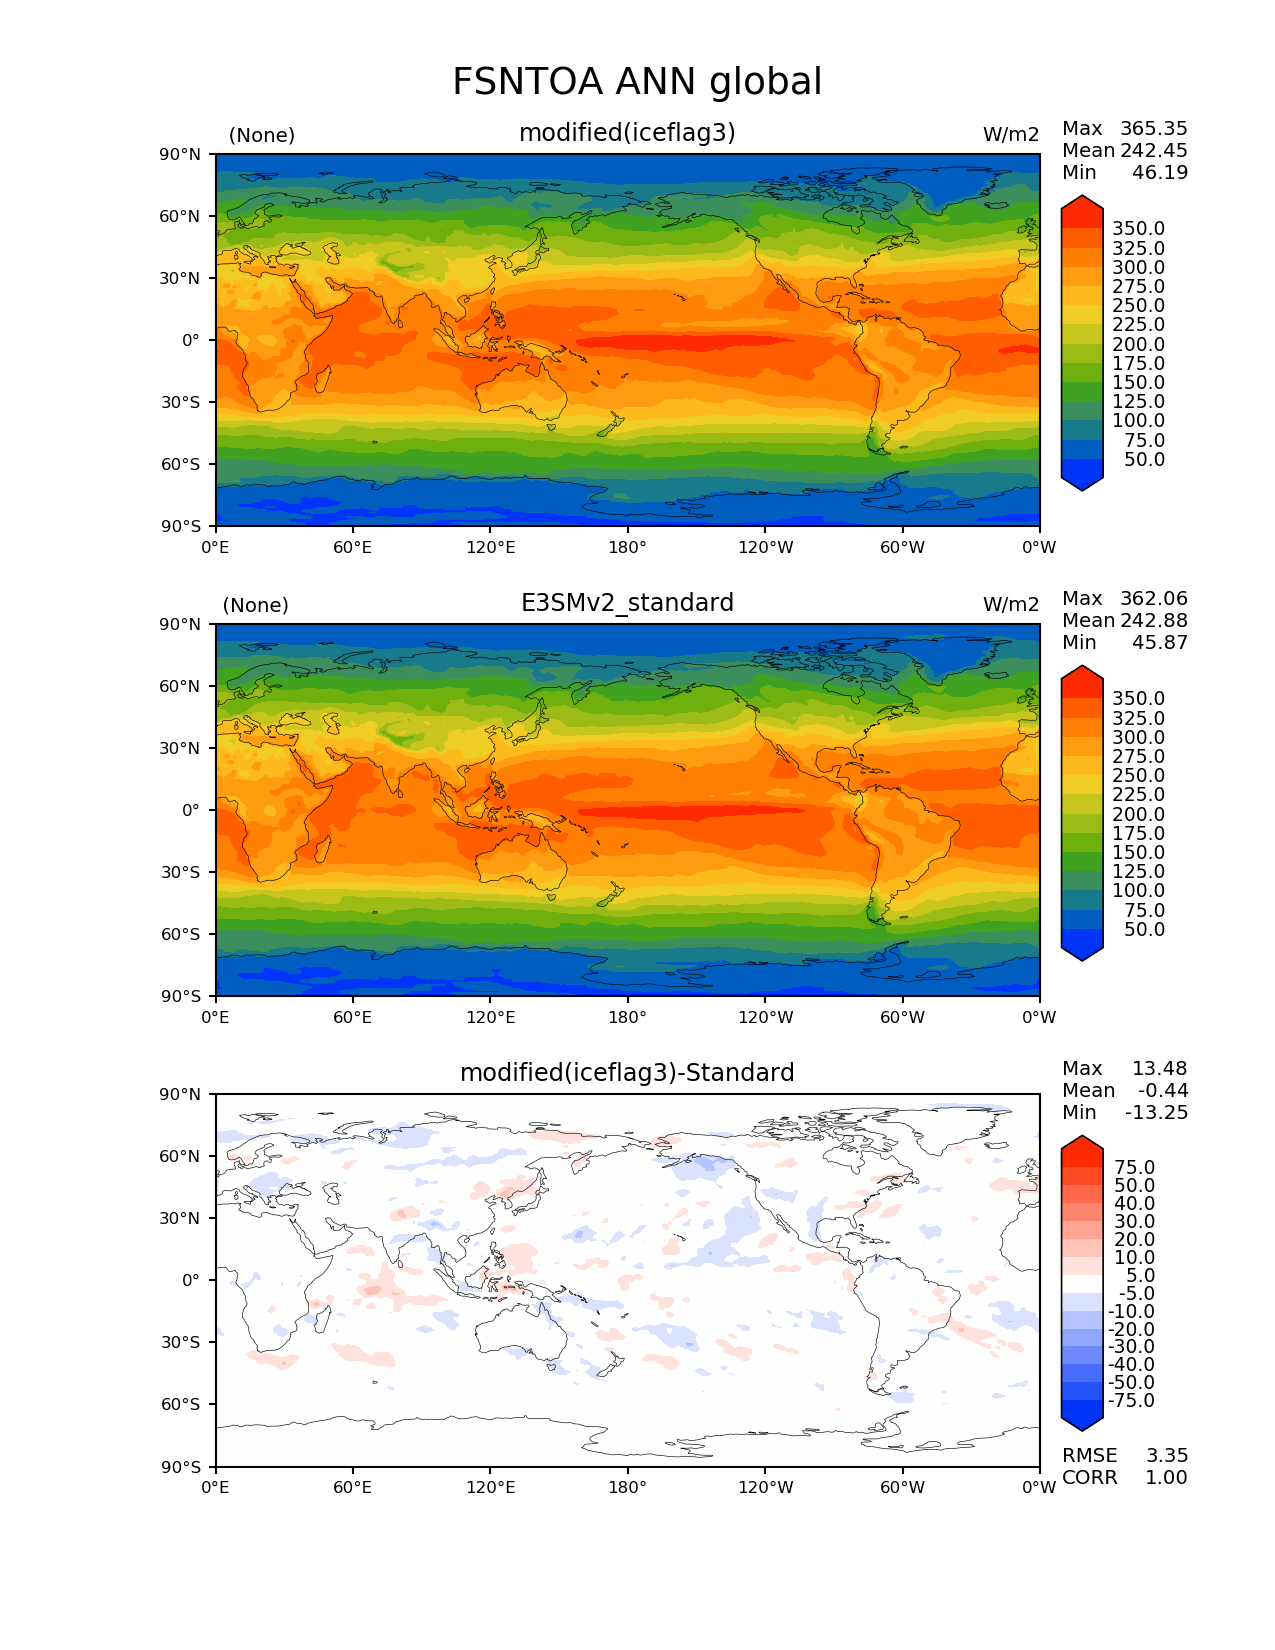 FSNTOA ANN global
(None) modified(iceflag3) W/m2
Max 365.35
Mean 242.45
Min 46.19
90°N
60°N
30°N
0°
30°S
60°S
90°S
0°E 60°E 120°E 180° 120°W 60°W 0°W
350.0
325.0
300.0
275.0
250.0
225.0
200.0
175.0
150.0
125.0
100.0
75.0
50.0
(None) E3SMv2_standard W/m2
Max 362.06
Mean 242.88
Min 45.87
90°N
60°N
30°N
0°
30°S
60°S
90°S
0°E 60°E 120°E 180° 120°W 60°W 0°W
350.0
325.0
300.0
275.0
250.0
225.0
200.0
175.0
150.0
125.0
100.0
75.0
50.0
modified(iceflag3)-Standard
Max 13.48
Mean -0.44
Min -13.25
90°N
60°N
30°N
0°
30°S
60°S
90°S
0°E 60°E 120°E 180° 120°W 60°W 0°W
75.0
50.0
40.0
30.0
20.0
10.0
5.0
-5.0
-10.0
-20.0
-30.0
-40.0
-50.0
-75.0
RMSE 3.35
CORR 1.00